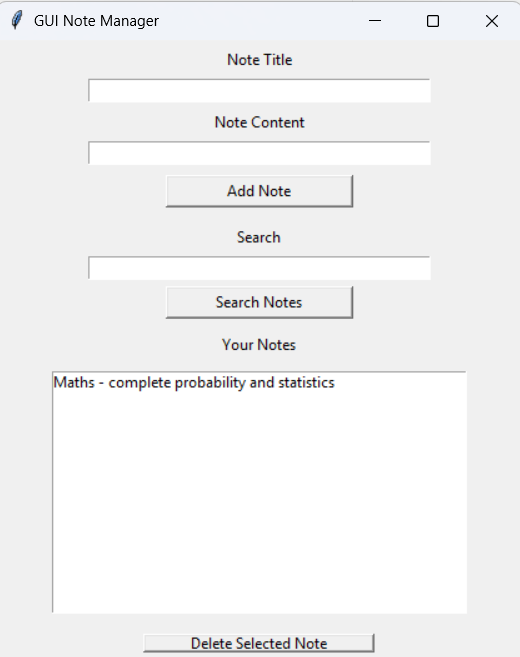 GUI Note Manager
Note Title
Note Content
Add Note
Search
Search Notes
Your Notes
Maths - complete probability and statistics
Delete Selected Note